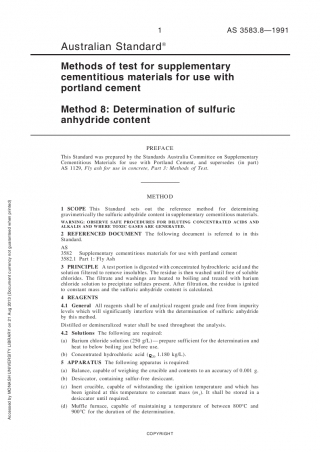 1
AS 3583.8—1991
Australian Standard®
Methods of test for supplementary
cementitious materials for use with
portland cement
Method 8: Determination of sulfuric
anhydride content
PREFACE
This Standard was prepared by the Standards Australia Committee on Supplementary
Cementitious Materials for use with Portland Cement, and supersedes (in part)
AS 1129, Fly ash for use in concrete, Part 3: Methods of Test.
METHOD
1 SCOPE This Standard sets out the reference method for determining
gravimetrically the sulfuric anhydride content in supplementary cementitious materials.
WARNING: OBSERVE SAFE PROCEDURES FOR DILUTING CONCENTRATED ACIDS AND
ALKALIS AND WHERE TOXIC GASES ARE GENERATED.
2 REFERENCED DOCUMENT The following document is referred to in this
Standard:
AS
3582 Supplementary cementitious materials for use with portland cement
3582.1 Part 1: Fly Ash
3 PRINCIPLE A test portion is digested with concentrated hydrochloric acid and the
solution filtered to remove insolubles. The residue is then washed until free of soluble
chlorides. The filtrate and washings are heated to boiling and treated with barium
chloride solution to precipitate sulfates present. After filtration, the residue is ignited
to constant mass and the sulfuric anhydride content is calculated.
4 REAGENTS
4.1 General All reagents shall be of analytical reagent grade and free from impurity
levels which will significantly interfere with the determination of sulfuric anhydride
by this method.
Distilled or demineralized water shall be used throughout the analysis.
4.2 Solutions The following are required:
(a) Barium chloride solution (250 g/L)—prepare sufficient for the determination and
heat to below boiling just before use.
(b) Concentrated hydrochloric acid ( 1.180 kg/L).
5 APPARATUS The following apparatus is required:
(a) Balance, capable of weighing the crucible and contents to an accuracy of 0.001 g.
(b) Desiccator, containing sulfur-free desiccant.
(c) Inert crucible, capable of withstanding the ignition temperature and which has
been ignited at this temperature to constant mass (m₁). It shall be stored in a
desiccator until required.
(d) Muffle furnace, capable of maintaining a temperature of between 800°C and
900°C for the duration of the determination.
COPYRIGHT
Accessed by MONASH UNIVERSITY LIBRARY on 21 Aug 2013 (Document currency not guaranteed when printed)